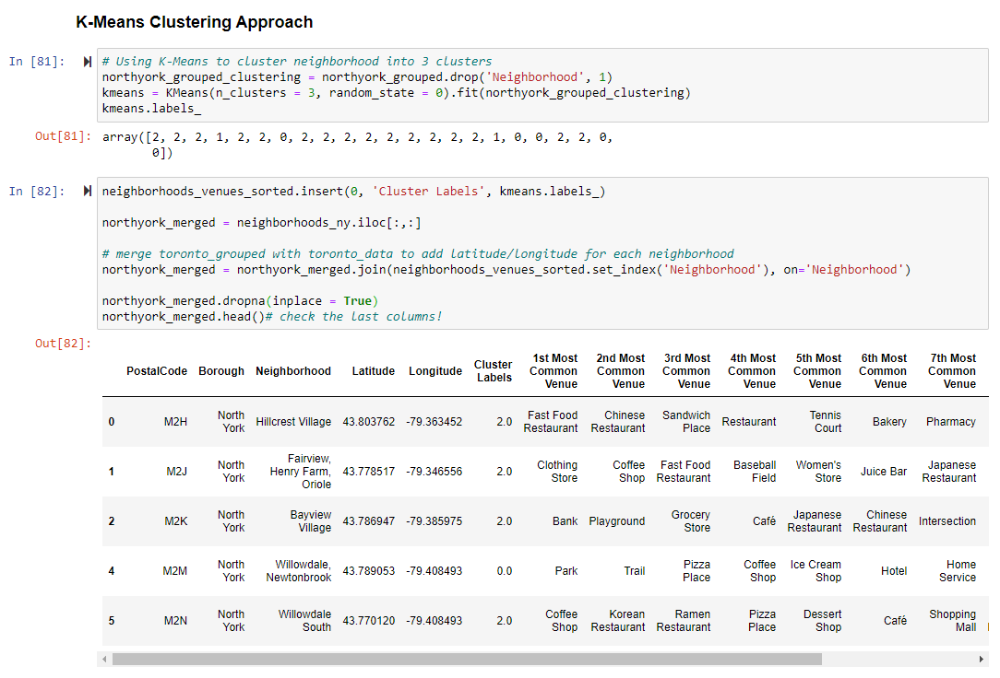 K-Means Clustering Approach
In [81]:
# Using K-Means to cluster neighborhood into 3 clusters
northyork_grouped_clustering = northyork_grouped.drop('Neighborhood', 1)
kmeans = KMeans(n_clusters = 3, random_state = 0).fit(northyork_grouped_clustering)
kmeans.labels_
Out[81]: array([2, 2, 2, 1, 2, 2, 0, 2, 2, 2, 2, 2, 2, 2, 2, 2, 1, 0, 0, 2, 2, 0,
0])
In [82]:
neighborhoods_venues_sorted.insert(0, 'Cluster Labels', kmeans.labels_)
northyork_merged = neighborhoods_ny.iloc[:,:]
# merge toronto_grouped with toronto_data to add latitude/longitude for each neighborhood
northyork_merged = northyork_merged.join(neighborhoods_venues_sorted.set_index('Neighborhood'), on='Neighborhood')
northyork_merged.dropna(inplace = True)
northyork_merged.head()# check the last columns!
Out[82]:
PostalCode Borough Neighborhood Latitude Longitude Cluster Labels 1st Most Common Venue 2nd Most Common Venue 3rd Most Common Venue 4th Most Common Venue 5th Most Common Venue 6th Most Common Venue 7th Most Common Venue
0 M2H North York Hillcrest Village 43.803762 -79.363452 2.0 Fast Food Restaurant Chinese Restaurant Sandwich Place Restaurant Tennis Court Bakery Pharmacy
1 M2J North York Fairview, Henry Farm, Oriole 43.778517 -79.346556 2.0 Clothing Store Coffee Shop Fast Food Restaurant Baseball Field Women's Store Juice Bar Japanese Restaurant
2 M2K North York Bayview Village 43.786947 -79.385975 2.0 Bank Playground Grocery Store Café Japanese Restaurant Chinese Restaurant Intersection
4 M2M North York Willowdale, Newtonbrook 43.789053 -79.408493 0.0 Park Trail Pizza Place Coffee Shop Ice Cream Shop Hotel Home Service
5 M2N North York Willowdale South 43.770120 -79.408493 2.0 Coffee Shop Korean Restaurant Ramen Restaurant Pizza Place Dessert Shop Café Shopping Mall